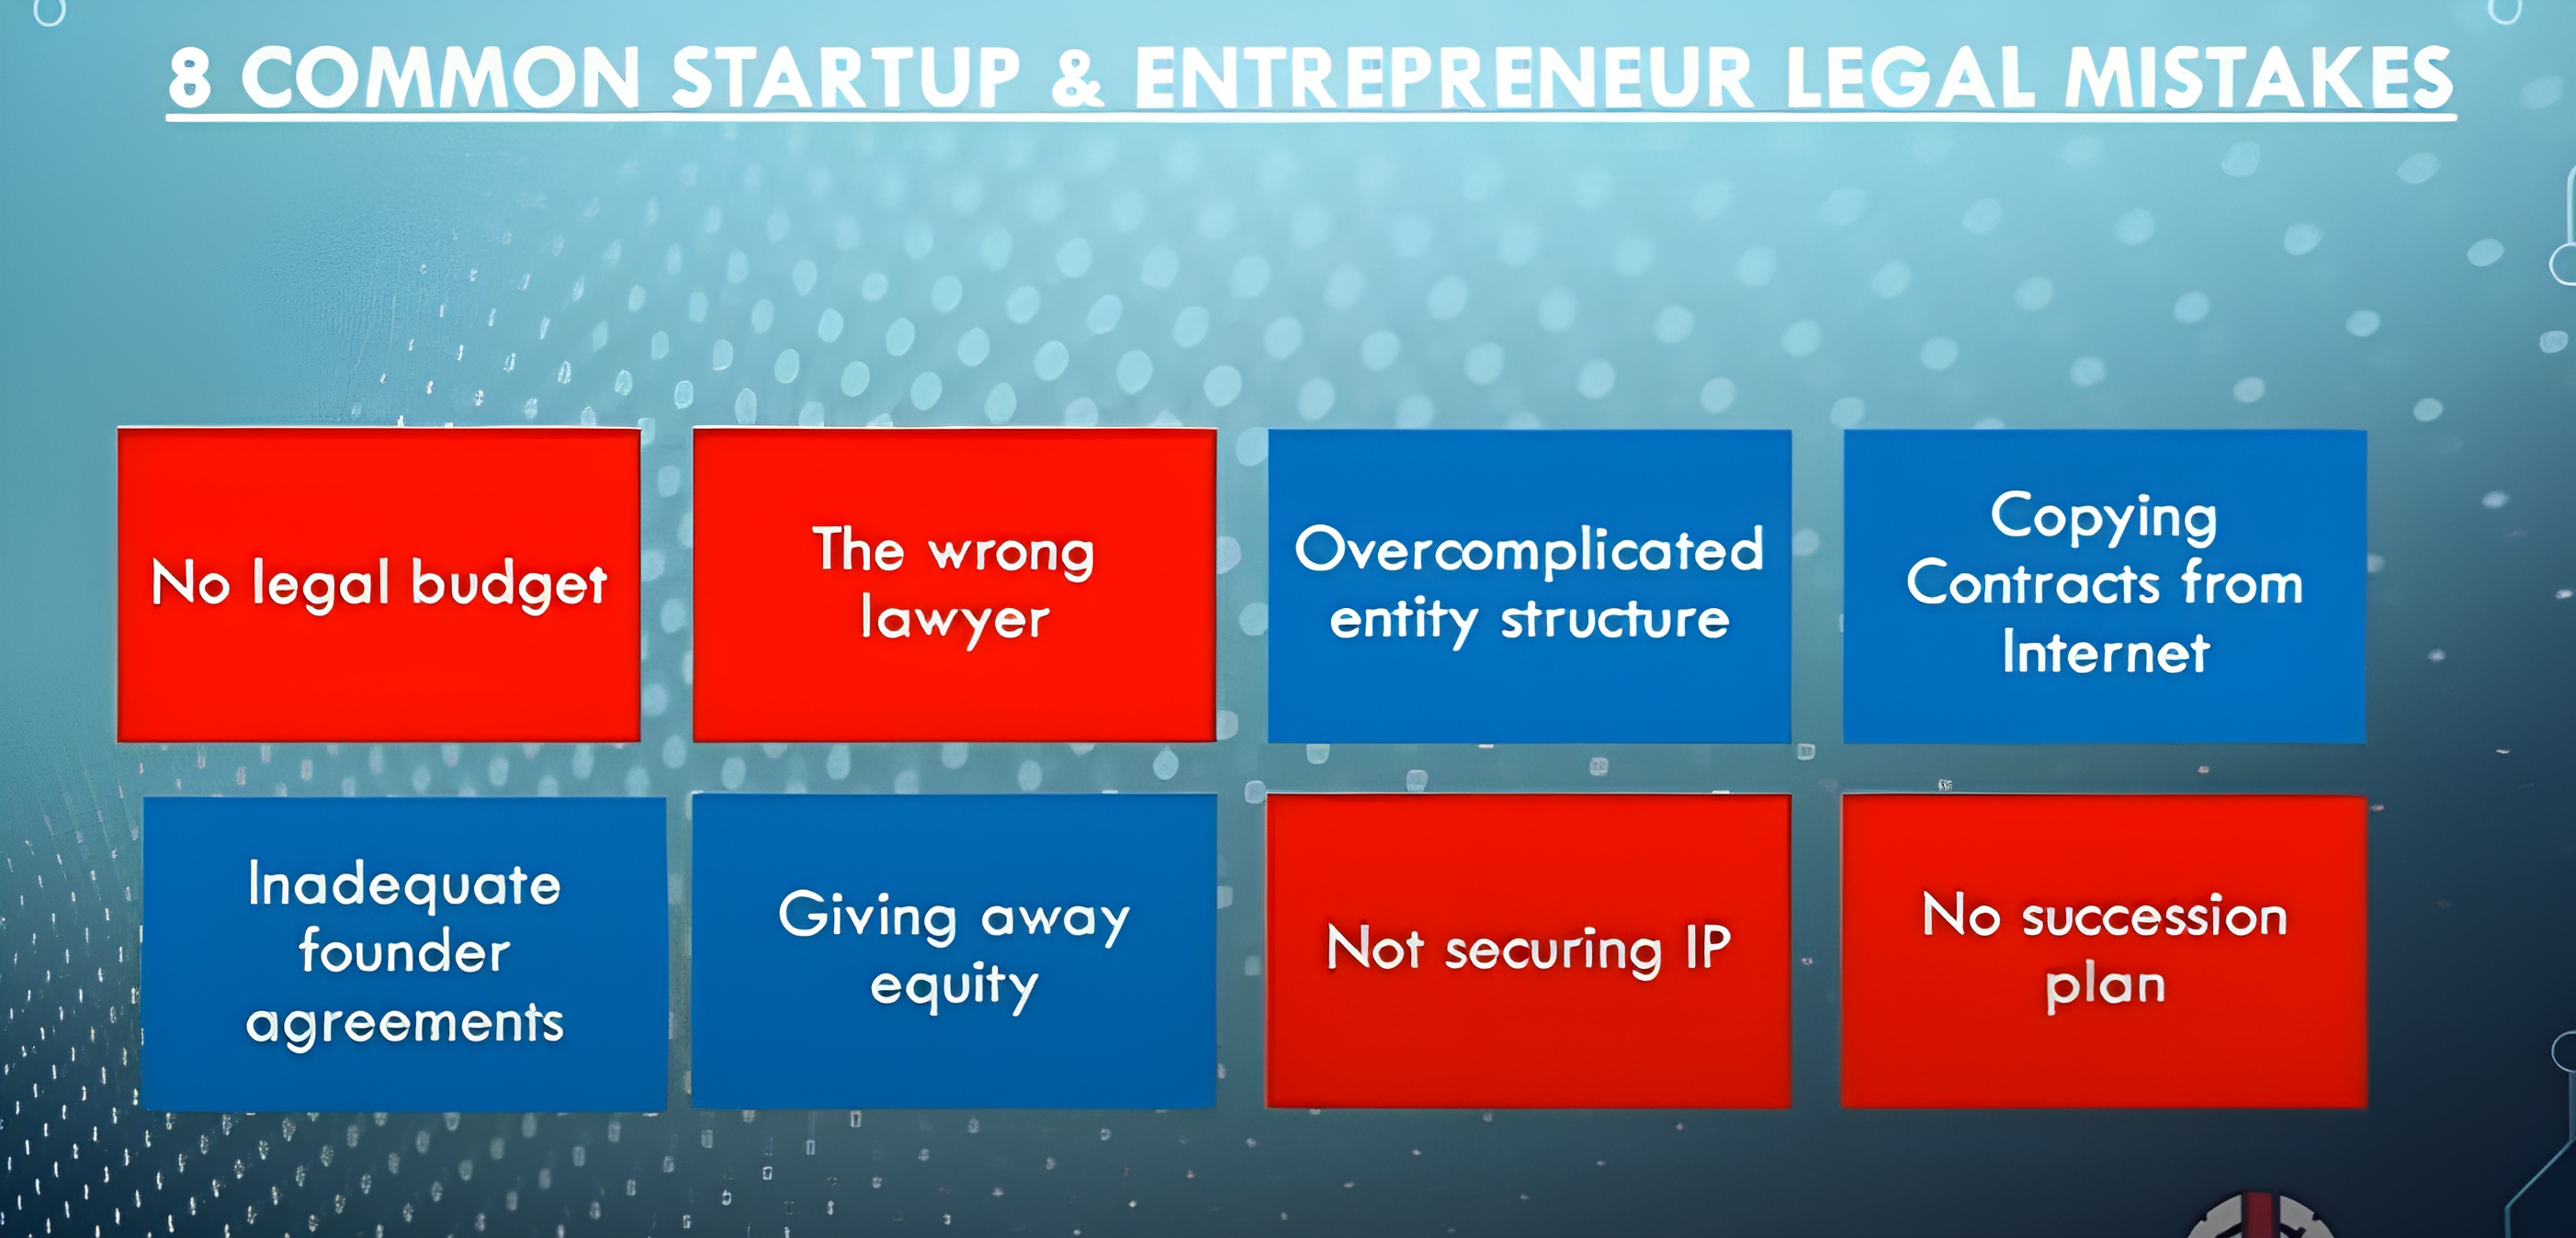 8 COMMON STARTUP & ENTREPRENEUR LEGAL MISTAKES
No legal budget
The wrong
lawyer
Overcomplicated
entity structure
Copying
Contracts from
Internet
Inadequate
founder
agreements
Giving away
equity
Not securing IP
No succession
plan